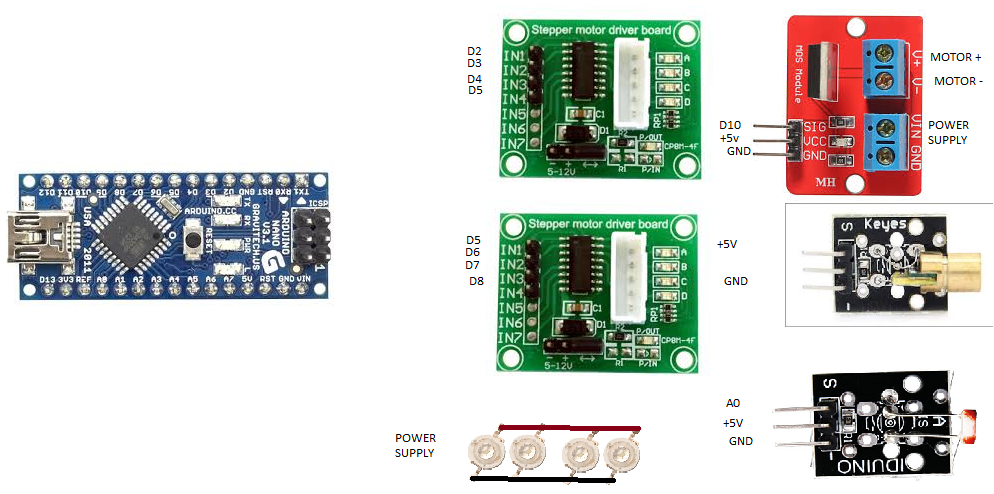 D12 D11 D10 D9 D8 D7 D6 D5 D4 D3 D2 GND RST RX0 TX1
TX
RX
ICSP
ARDUINO.CC
USA
2011
RESET
PWR
L
ARDUINO
NANO
V3.1
GRAVITECH.US
1
D13 3V3 REF A0 A1 A2 A3 A4 A5 A6 A7 5V RST GND VIN
Stepper motor driver board
D2
D3
D4
D5
IN1
IN2
IN3
IN4
IN5
IN6
IN7
A
B
C
D
C1
D1
RP1
R2
P/OUT
CP8M-4F
R1
P/IN
- + ↔
5-12V
Stepper motor driver board
D5
D6
D7
D8
IN1
IN2
IN3
IN4
IN5
IN6
IN7
A
B
C
D
C1
D1
RP1
R2
P/OUT
CP8M-4F
R1
P/IN
- + ↔
5-12V
POWER
SUPPLY
MOS Module
V+
V-
MOTOR +
MOTOR -
D10
+5v
GND
SIG
VCC
GND
VIN
GND
POWER
SUPPLY
MH
Keyes
S
-
+5V
GND
A0
+5V
GND
S
-
R1
IDUINO